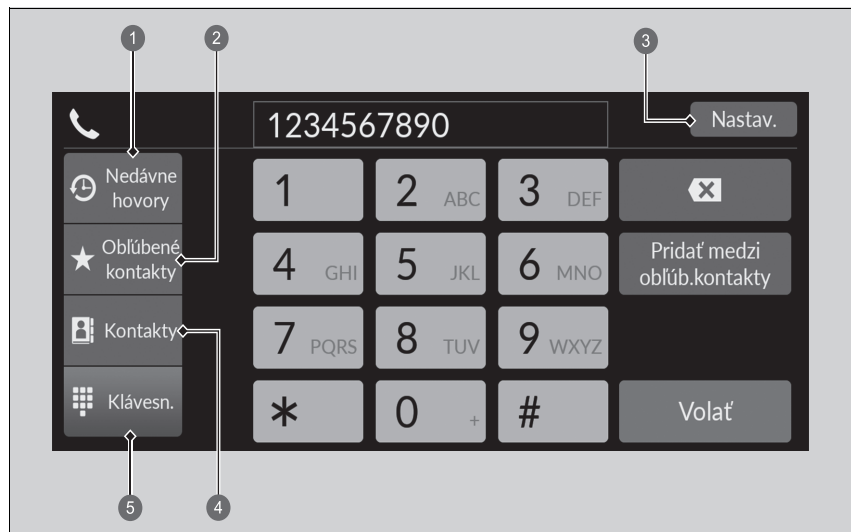 1
2
3
1234567890
Nastav.
Nedávne
hovory
1
2 ABC
3 DEF
Obľúbené
kontakty
4 GHI
5 JKL
6 MNO
Pridať medzi
obľúb.kontakty
Kontakty
7 PQRS
8 TUV
9 WXYZ
Klávesn.
*
0 +
#
Volať
5
4